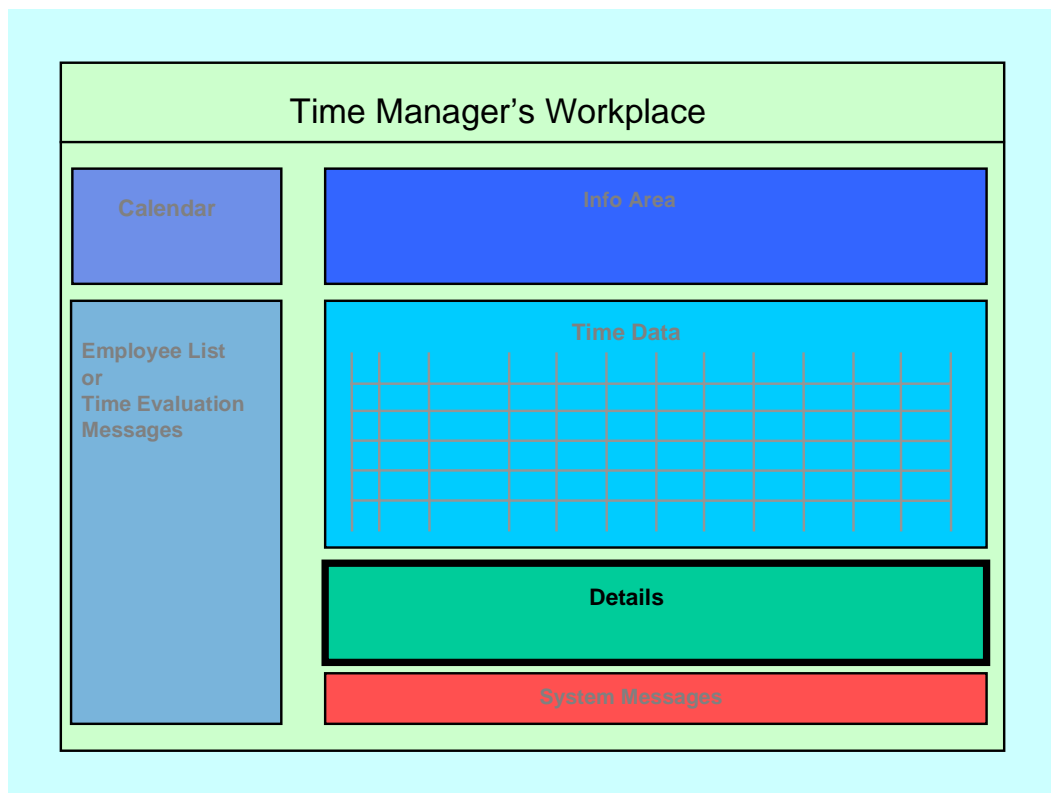 Time Manager’s Workplace
Calendar
Info Area
Employee List
or
Time Evaluation
Messages
Time Data
Details
System Messages